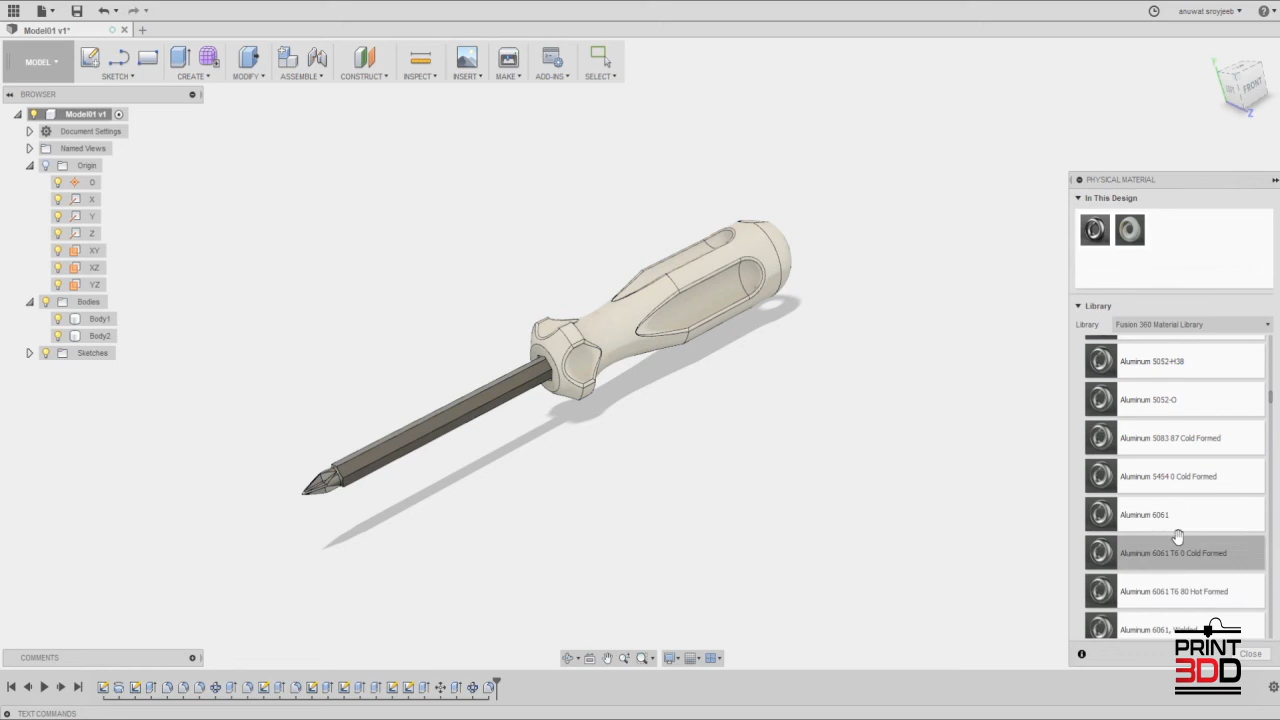 anuwat sroyjeeb
Model01 v1*
MODEL
SKETCH
CREATE
MODIFY
ASSEMBLE
CONSTRUCT
INSPECT
INSERT
MAKE
ADD-INS
SELECT
BROWSER
Model01 v1
Document Settings
Named Views
Origin
O
X
Y
Z
XY
XZ
YZ
Bodies
Body1
Body2
Sketches
FRONT
Z
PHYSICAL MATERIAL
In This Design
Library
Library Fusion 360 Material Library
Aluminum 5052-H38
Aluminum 5052-O
Aluminum 5083 87 Cold Formed
Aluminum 5454 0 Cold Formed
Aluminum 6061
Aluminum 6061 T6 0 Cold Formed
Aluminum 6061 T6 80 Hot Formed
Aluminum 6061, Welded
Close
PRINT
3DD
COMMENTS
TEXT COMMANDS